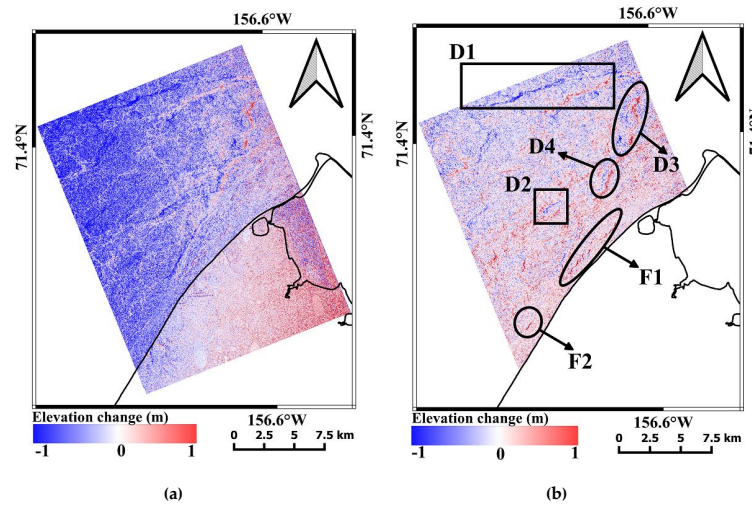 156.6°W
71.4°N
71.4°N
156.6°W
Elevation change (m)
-1
0
1
0 2.5 5 7.5 km
(a)
156.6°W
D1
D3
D4
D2
F1
F2
71.4°N
156.6°W
Elevation change (m)
-1
0
1
0 2.5 5 7.5 km
(b)